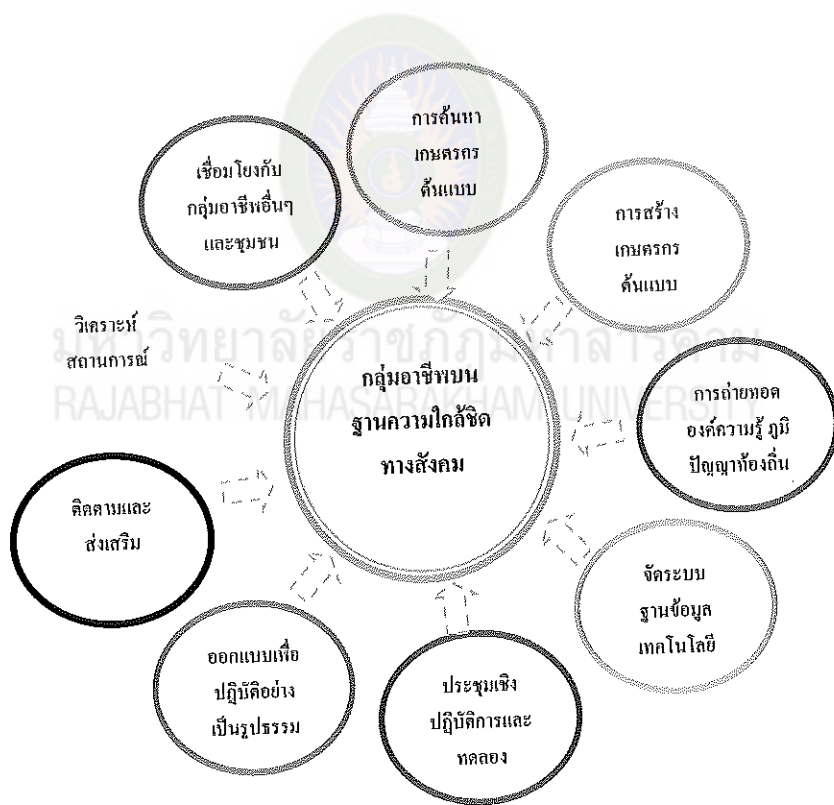 การค้นหา
เกษตรกร
ต้นแบบ
เชื่อมโยงกับ
กลุ่มอาชีพอื่นๆ
และชุมชน
การสร้าง
เกษตรกร
ต้นแบบ
วิเคราะห์
สถานการณ์
มหาวิทยาลัยราชภัฏมหาสารคาม
RAJABHAT MAHASARAKHAM UNIVERSITY
กลุ่มอาชีพบน
ฐานความใกล้ชิด
ทางสังคม
การถ่ายทอด
องค์ความรู้ ภูมิ
ปัญญาท้องถิ่น
ติดตามและ
ส่งเสริม
จัดระบบ
ฐานข้อมูล
เทคโนโลยี
ออกแบบเพื่อ
ปฏิบัติอย่าง
เป็นรูปธรรม
ประชุมเชิง
ปฏิบัติการและ
ทดลอง